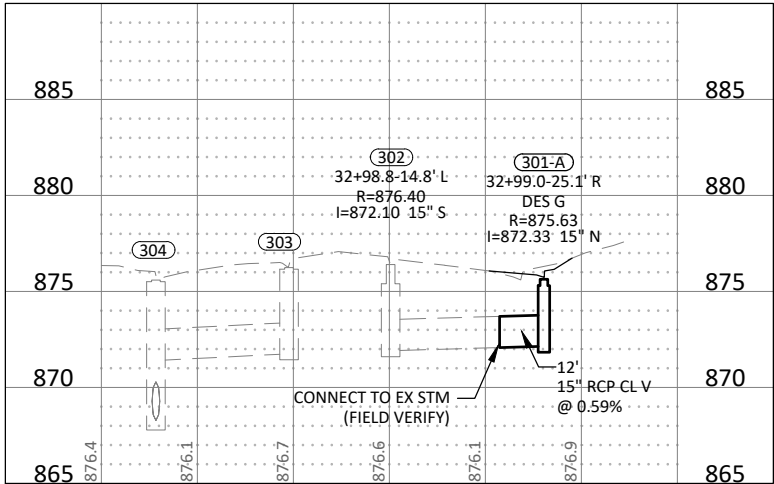 885
885
302
32+98.8-14.8' L
R=876.40
I=872.10 15" S
301-A
32+99.0-25.1' R
DES G
R=875.63
I=872.33 15" N
880
880
304
303
875
875
12'
15" RCP CL V
@ 0.59%
870
870
CONNECT TO EX STM
(FIELD VERIFY)
865
865
876.4
876.1
876.7
876.6
876.1
876.9